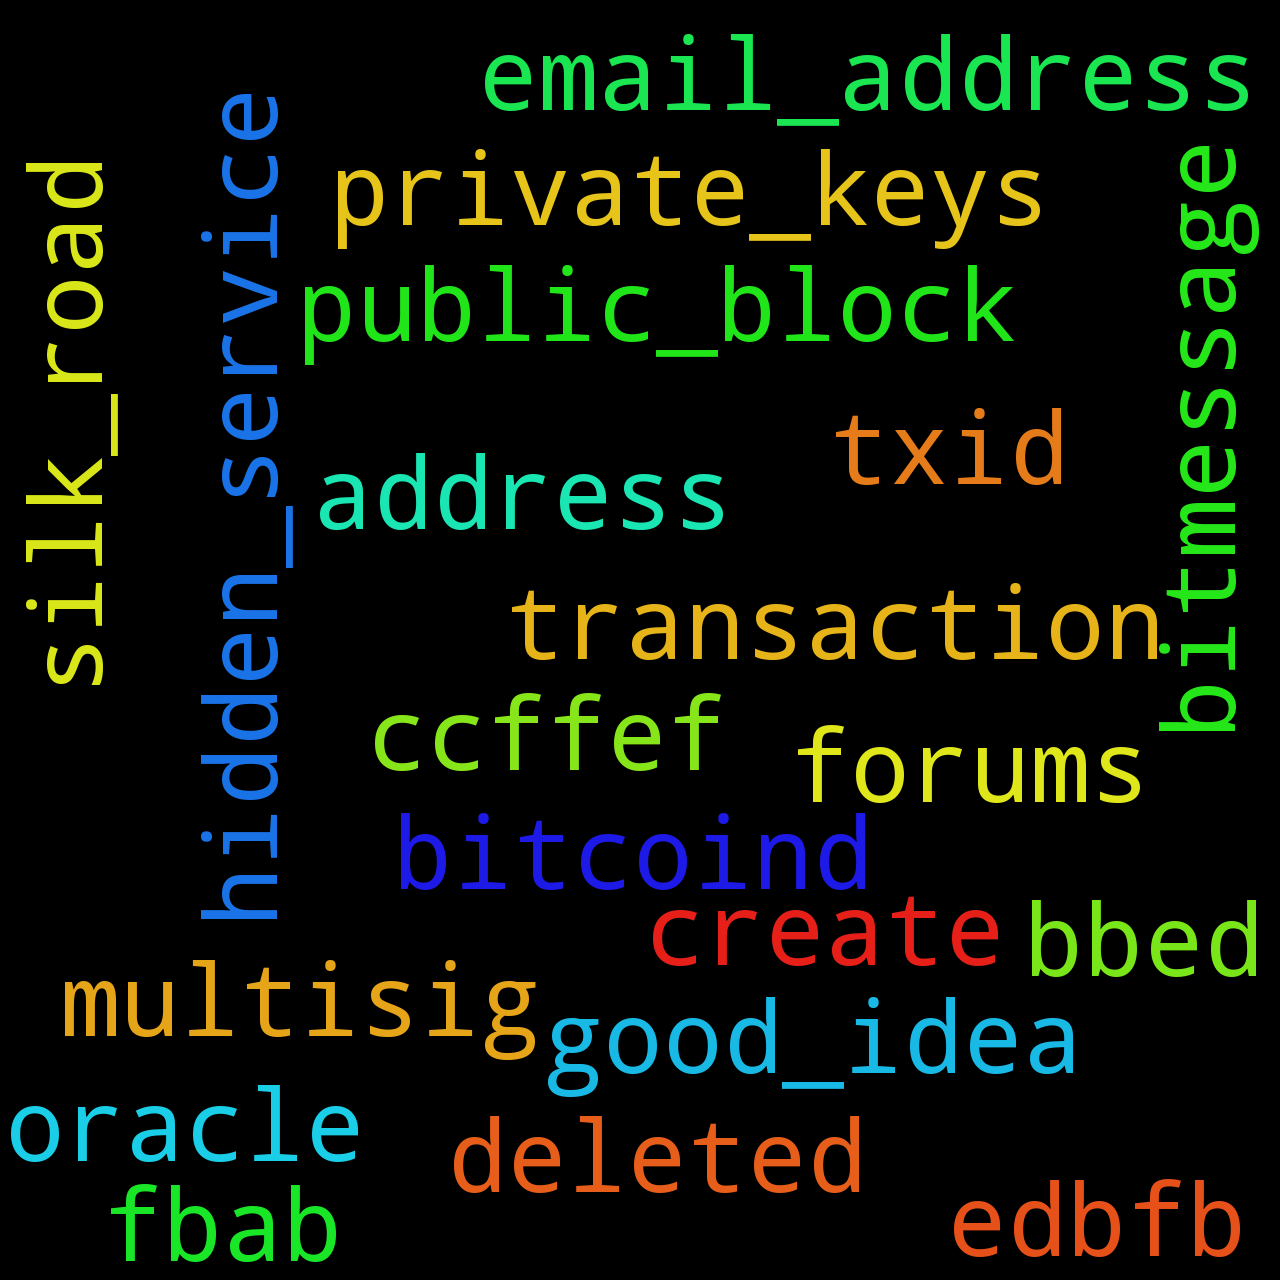 email_address
silk_road
hidden_service
private_keys
bitmessage
public_block
txid
address
transaction
ccffef
forums
bitcoind
create
bbed
multisig
good_idea
oracle
deleted
fbab
edbfb